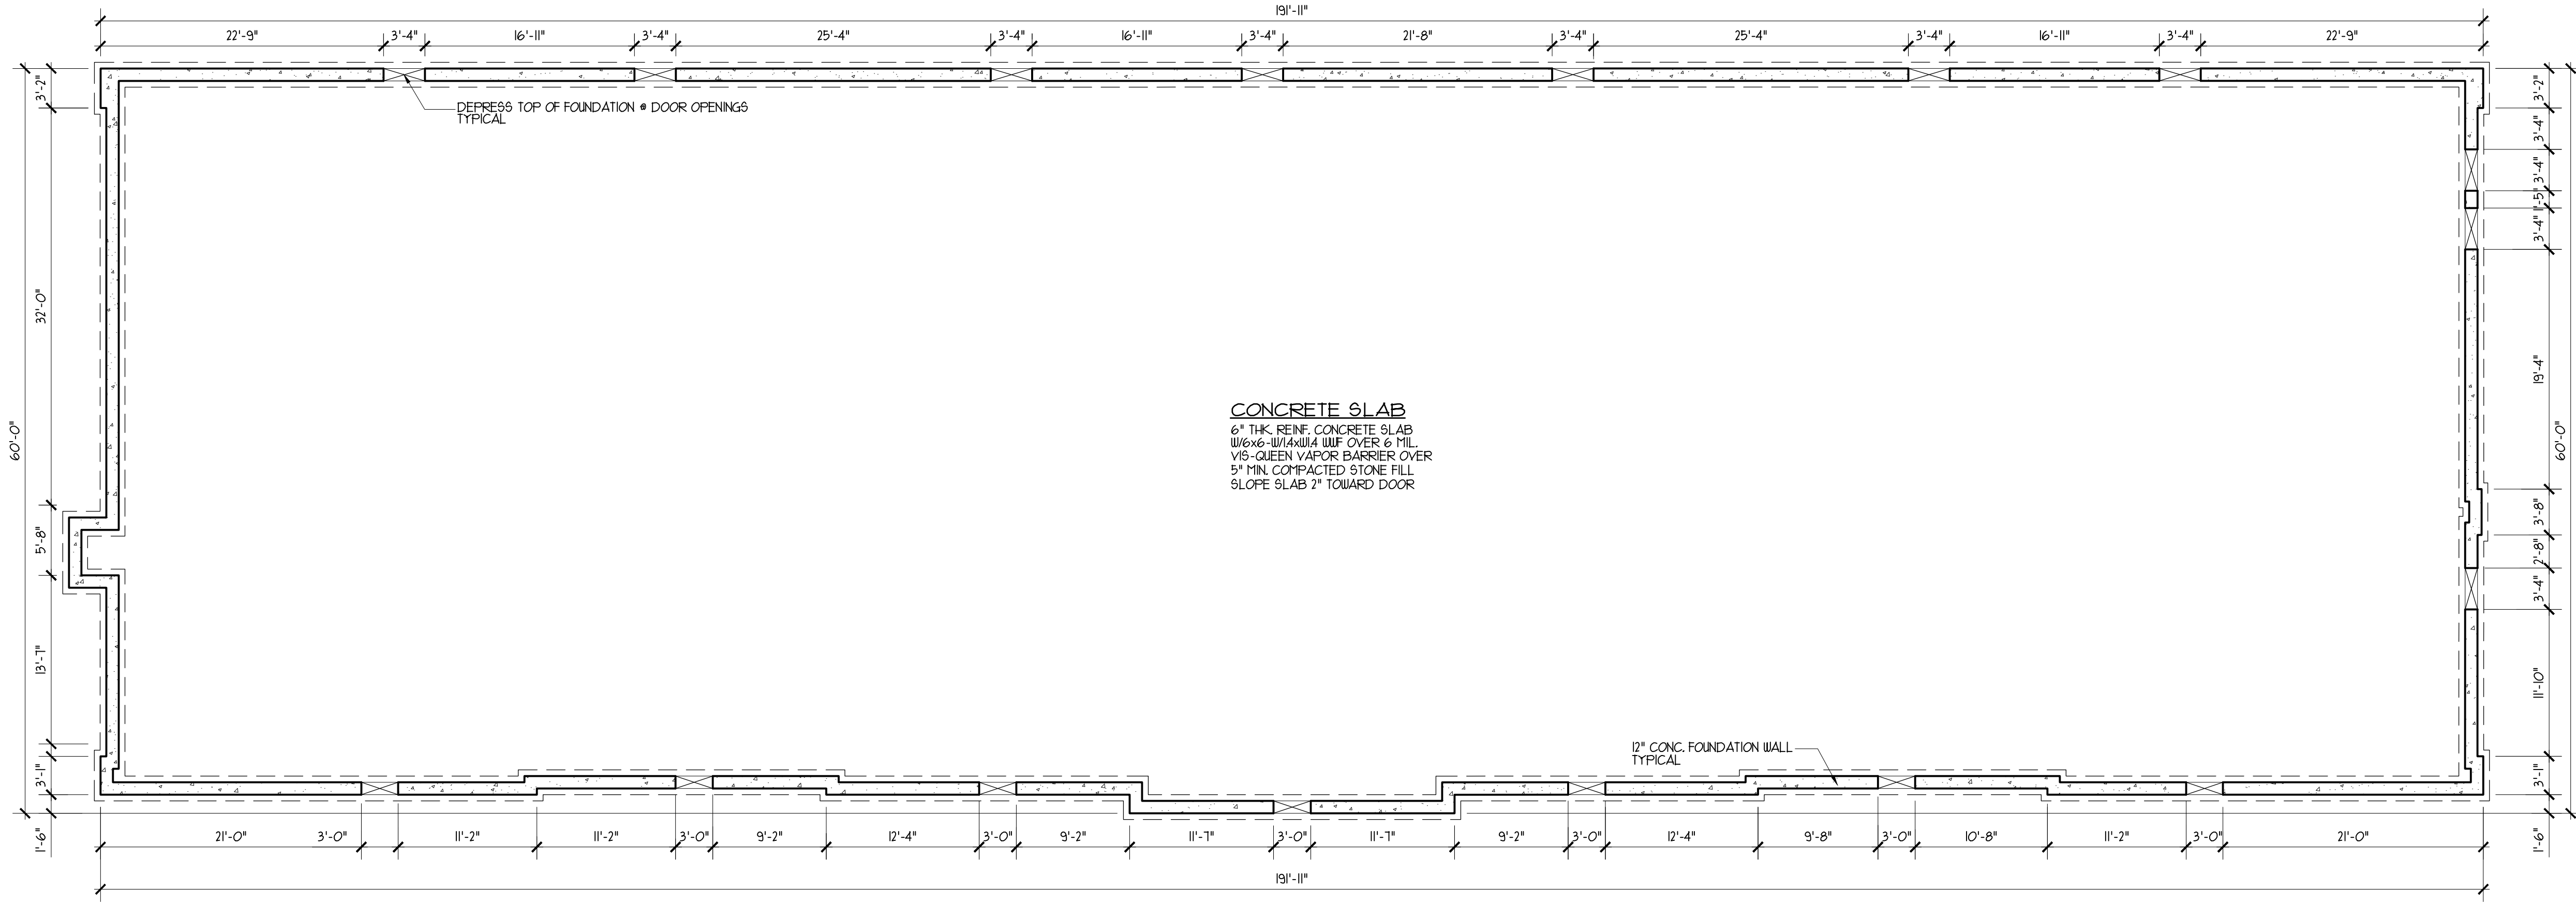 191'-11"
22'-9" 3'-4" 16'-11" 3'-4" 25'-4" 3'-4" 16'-11" 3'-4" 21'-8" 3'-4" 25'-4" 3'-4" 16'-11" 3'-4" 22'-9"
DEPRESS TOP OF FOUNDATION @ DOOR OPENINGS
TYPICAL
60'-0"
3'-2"
32'-0"
5'-8"
13'-7"
3'-1"
1'-6"
CONCRETE SLAB
6" THK. REINF. CONCRETE SLAB
W/6x6-W/1.4xW1.4 WWF OVER 6 MIL.
VIS-QUEEN VAPOR BARRIER OVER
5" MIN. COMPACTED STONE FILL
SLOPE SLAB 2" TOWARD DOOR
12" CONC. FOUNDATION WALL
TYPICAL
3'-2"
3'-4"
3'-4"
1'-5"
3'-4"
19'-4"
3'-8"
2'-8"
3'-4"
11'-10"
3'-1"
1'-6"
60'-0"
21'-0" 3'-0" 11'-2" 11'-2" 3'-0" 9'-2" 12'-4" 3'-0" 9'-2" 11'-7" 3'-0" 11'-7" 9'-2" 3'-0" 12'-4" 9'-8" 3'-0" 10'-8" 11'-2" 3'-0" 21'-0"
191'-11"